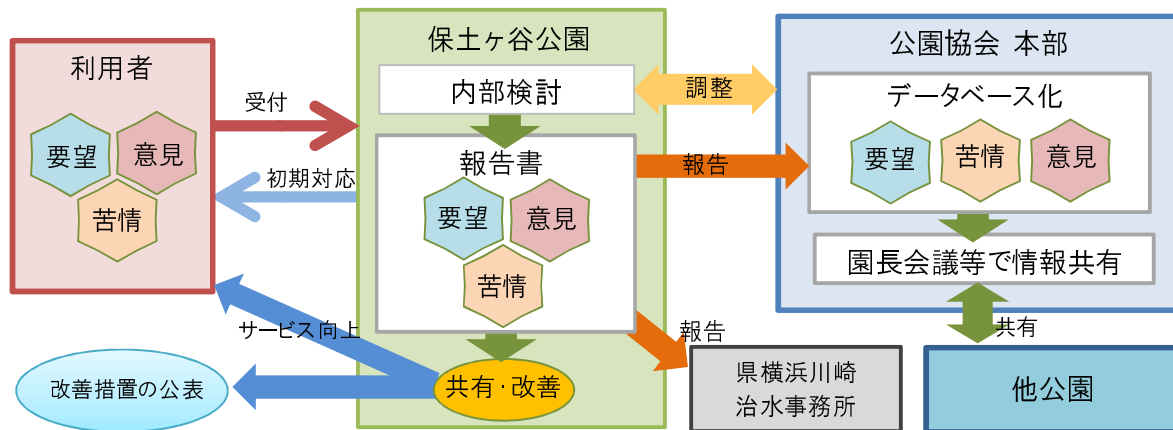 利用者
要望
意見
苦情
受付
初期対応
サービス向上
改善措置の公表
保土ヶ谷公園
内部検討
報告書
要望
意見
苦情
共有・改善
調整
報告
報告
県横浜川崎
治水事務所
公園協会 本部
データベース化
要望
苦情
意見
園長会議等で情報共有
共有
他公園